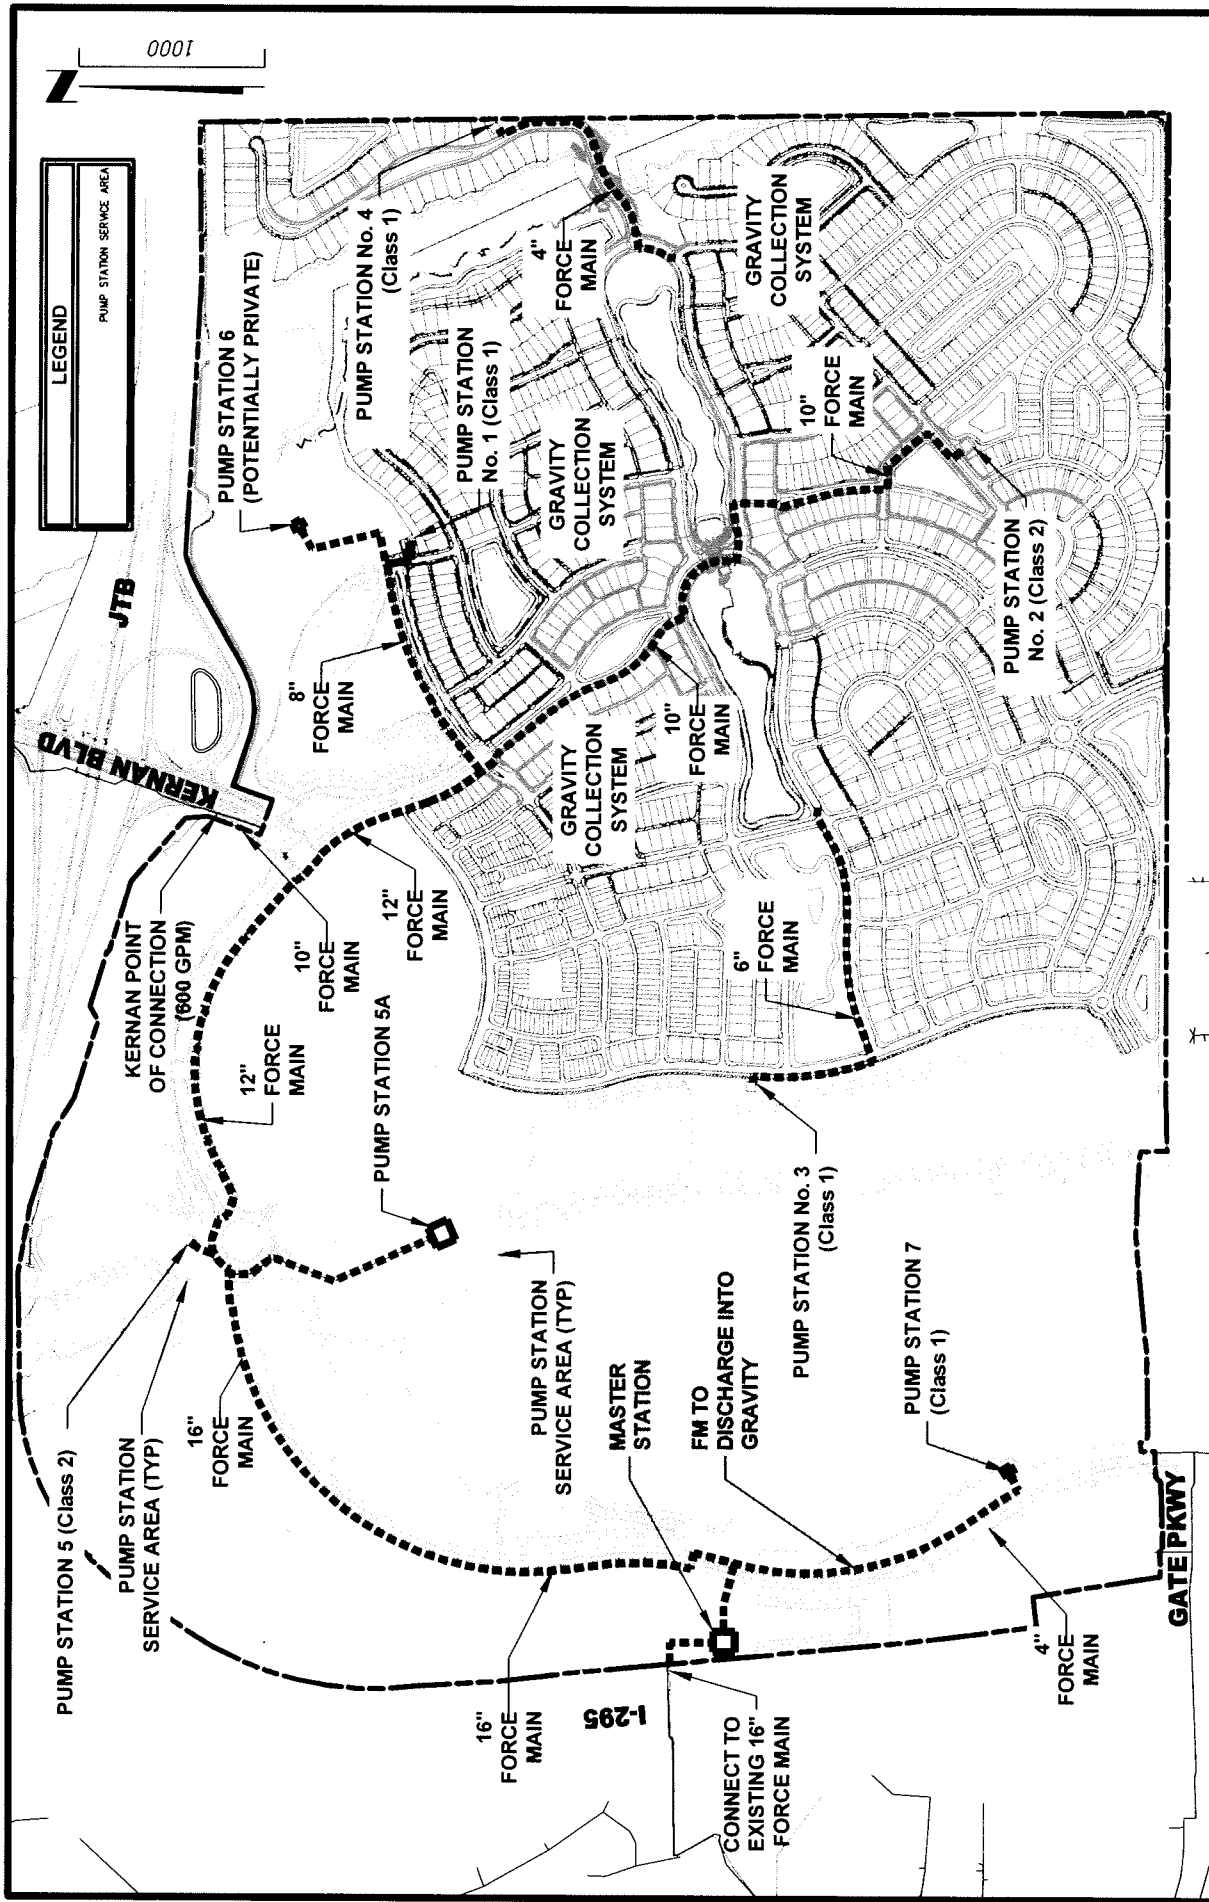 1000
LEGEND
PUMP STATION SERVICE AREA
JTB
KERNAN BLVD
PUMP STATION 6
(POTENTIALLY PRIVATE)
PUMP STATION No. 4
(Class 1)
PUMP STATION
No. 1 (Class 1)
4"
FORCE
MAIN
GRAVITY
COLLECTION
SYSTEM
GRAVITY
COLLECTION
SYSTEM
10"
FORCE
MAIN
8"
FORCE
MAIN
PUMP STATION
No. 2 (Class 2)
10"
FORCE
MAIN
GRAVITY
COLLECTION
SYSTEM
KERNAN POINT
OF CONNECTION
(600 GPM)
10"
FORCE
MAIN
12"
FORCE
MAIN
12"
FORCE
MAIN
6"
FORCE
MAIN
PUMP STATION 5A
PUMP STATION No. 3
(Class 1)
PUMP STATION 5 (Class 2)
PUMP STATION
SERVICE AREA (TYP)
16"
FORCE
MAIN
PUMP STATION
SERVICE AREA (TYP)
MASTER
STATION
FM TO
DISCHARGE INTO
GRAVITY
PUMP STATION 7
(Class 1)
16"
FORCE
MAIN
I-295
CONNECT TO
EXISTING 16"
FORCE MAIN
4"
FORCE
MAIN
GATE PKWY